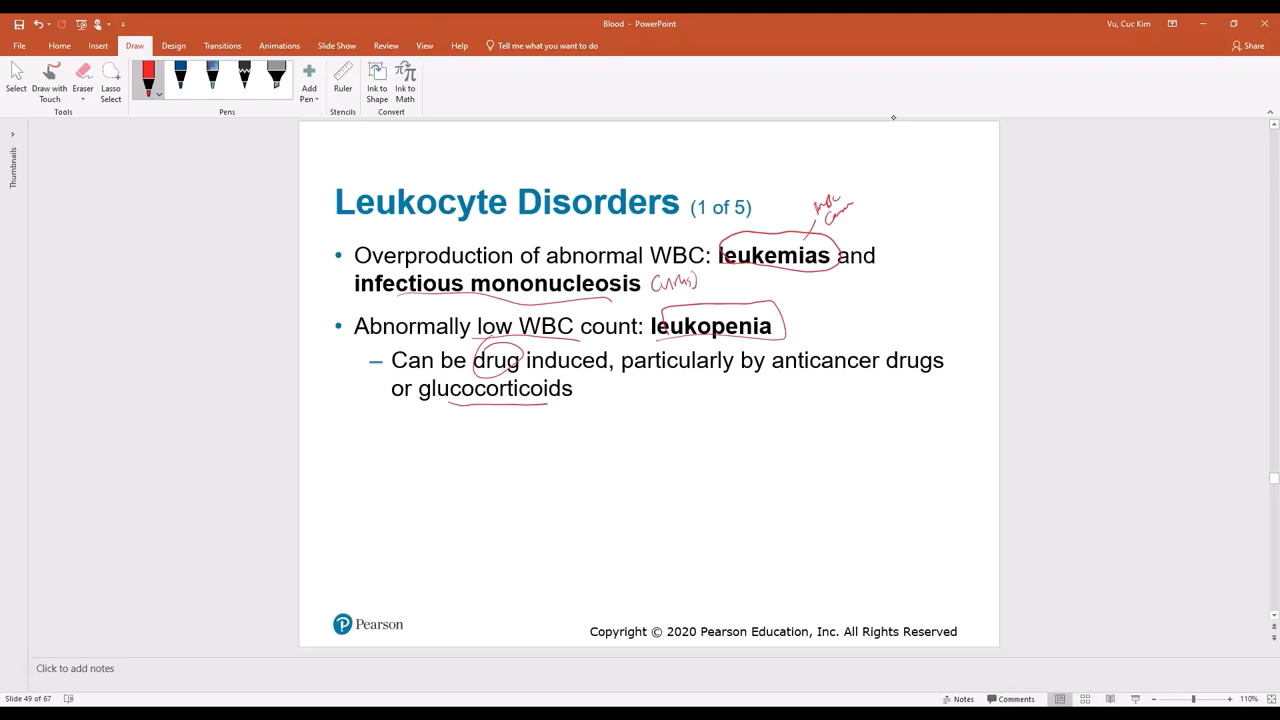 Blood - PowerPoint
Vu, Cuc Kim
File Home Insert Draw Design Transitions Animations Slide Show Review View Help Tell me what you want to do
Share
Select
Draw with Touch
Eraser
Lasso Select
Add Pen
Ruler
Ink to Shape
Ink to Math
Tools
Pens
Stencils
Convert
Thumbnails
Leukocyte Disorders (1 of 5)
WBC
• Overproduction of abnormal WBC: leukemias and
infectious mononucleosis (virus)
• Abnormally low WBC count: leukopenia
– Can be drug induced, particularly by anticancer drugs
or glucocorticoids
Pearson
Copyright © 2020 Pearson Education, Inc. All Rights Reserved
Click to add notes
Slide 49 of 67
Notes
Comments
110%